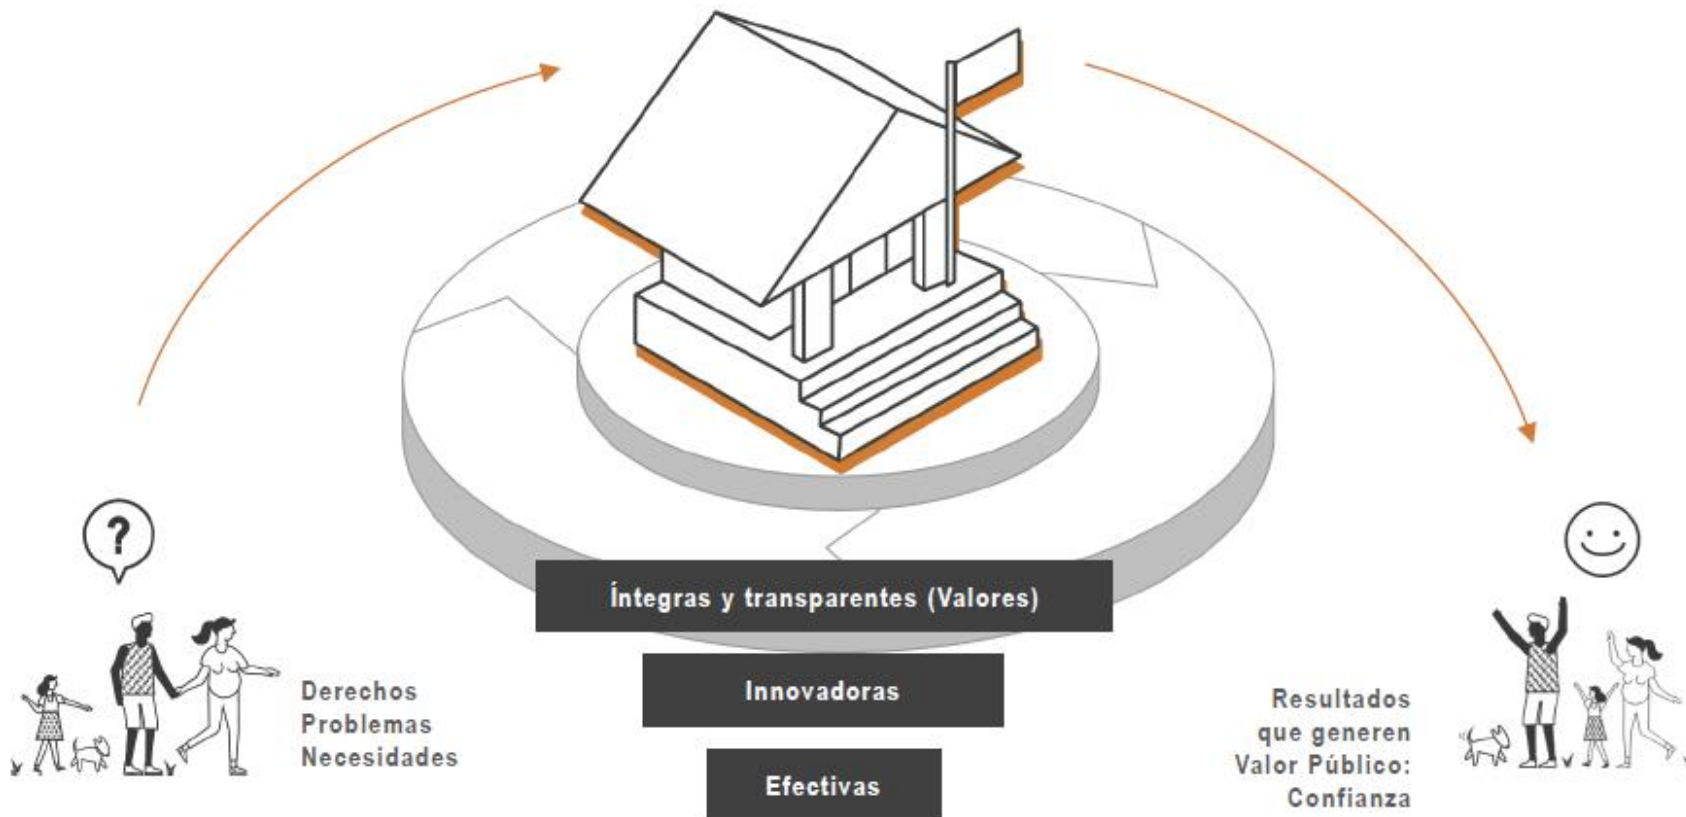 ?
Íntegras y transparentes (Valores)
Innovadoras
Efectivas
Derechos
Problemas
Necesidades
Resultados
que generen
Valor Público:
Confianza